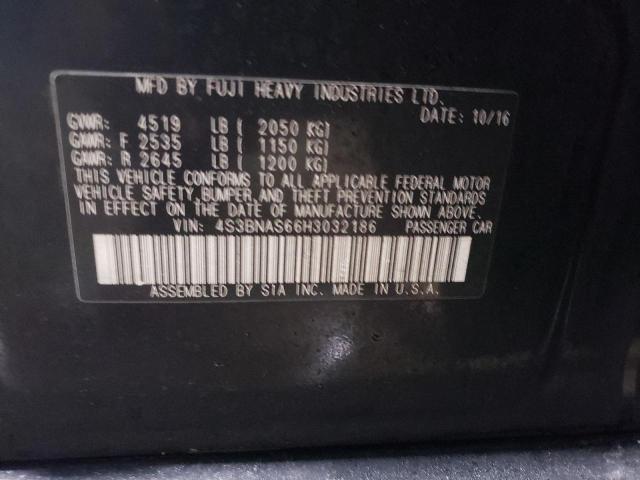 MFD BY FUJI HEAVY INDUSTRIES LTD.
DATE: 10/16
GVWR: 4519 LB ( 2050 KG)
GAWR: F 2535 LB ( 1150 KG)
GAWR: R 2645 LB ( 1200 KG)
THIS VEHICLE CONFORMS TO ALL APPLICABLE FEDERAL MOTOR
VEHICLE SAFETY,BUMPER,AND THEFT PREVENTION STANDARDS
IN EFFECT ON THE DATE OF MANUFACTURE SHOWN ABOVE.
VIN: 4S3BNAS66H3032186 PASSENGER CAR
ASSEMBLED BY SIA INC. MADE IN U.S.A.